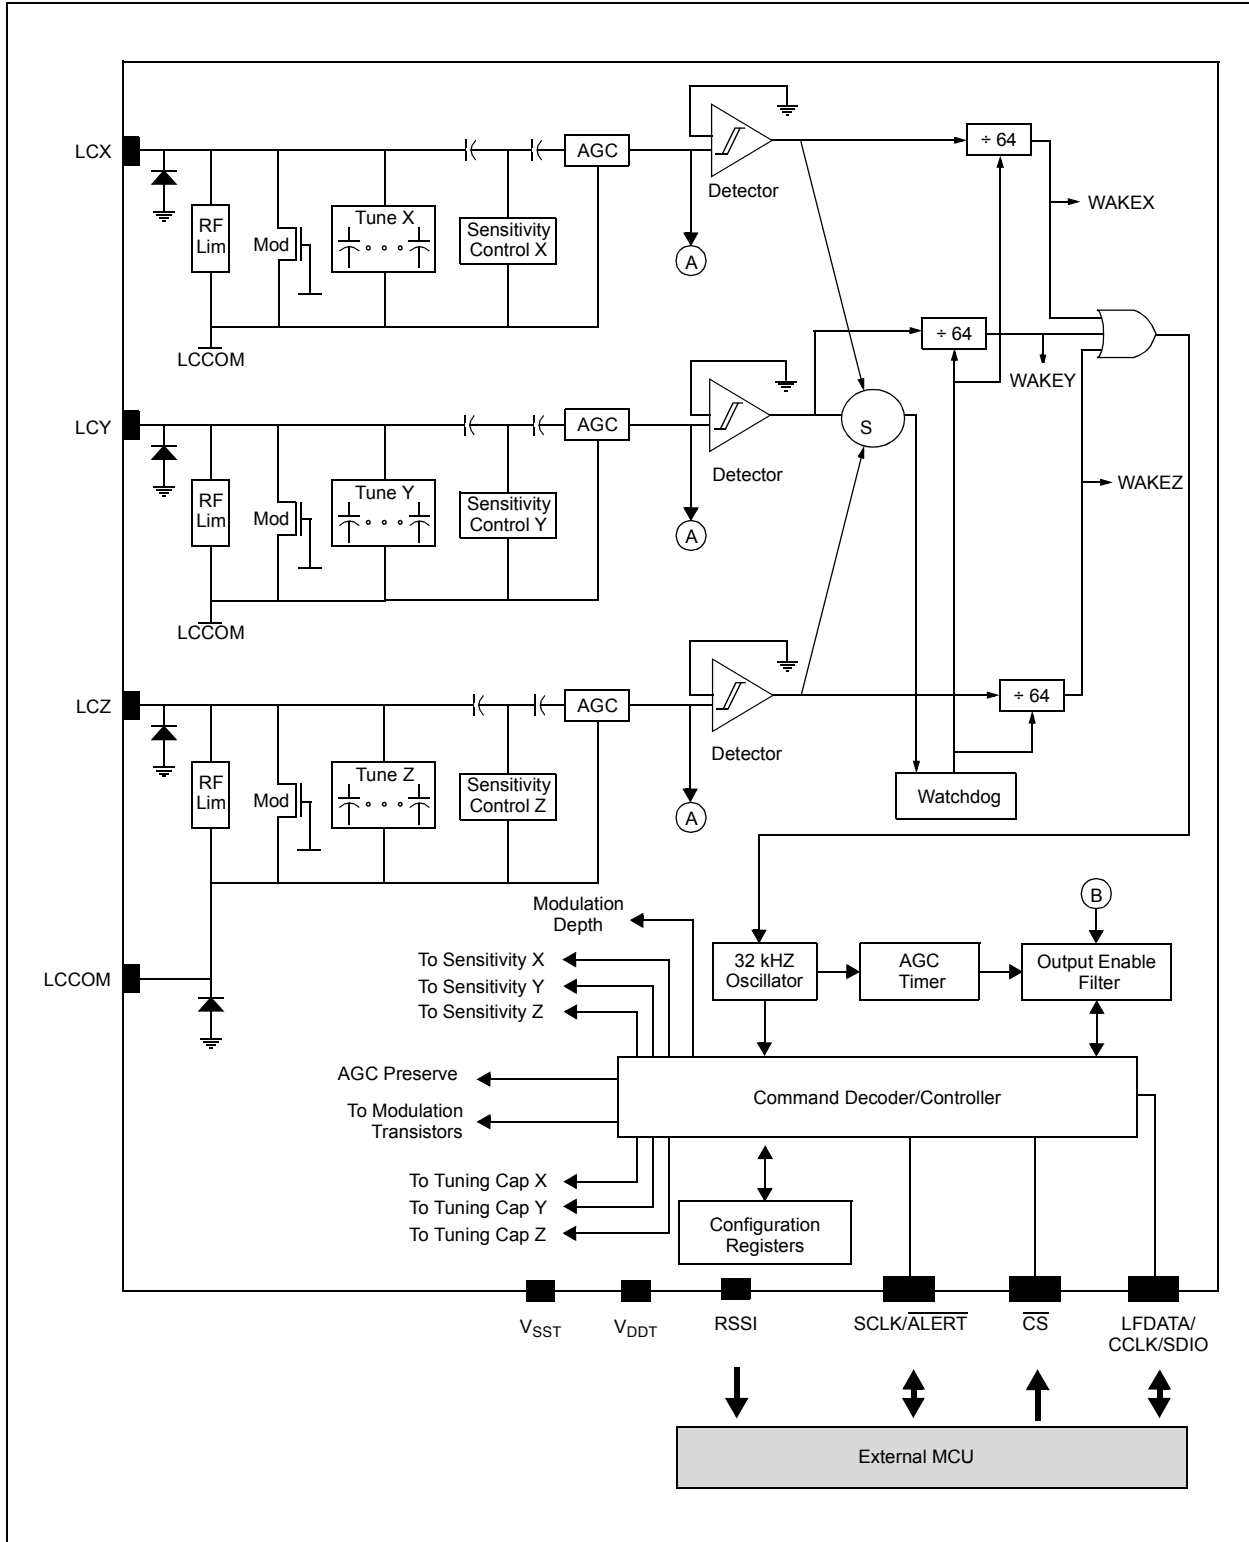 LCX
AGC
Detector
÷ 64
WAKEX
RF
Lim
Mod
Tune X
Sensitivity
Control X
A
LCCOM
÷ 64
WAKEY
LCY
AGC
Detector
S
WAKEZ
RF
Lim
Mod
Tune Y
Sensitivity
Control Y
A
LCCOM
LCZ
AGC
Detector
÷ 64
RF
Lim
Mod
Tune Z
Sensitivity
Control Z
A
Watchdog
LCCOM
Modulation
Depth
To Sensitivity X
To Sensitivity Y
To Sensitivity Z
32 kHZ
Oscillator
AGC
Timer
B
Output Enable
Filter
AGC Preserve
To Modulation
Transistors
Command Decoder/Controller
To Tuning Cap X
To Tuning Cap Y
To Tuning Cap Z
Configuration
Registers
VSST
VDDT
RSSI
SCLK/ALERT
CS
LFDATA/
CCLK/SDIO
External MCU